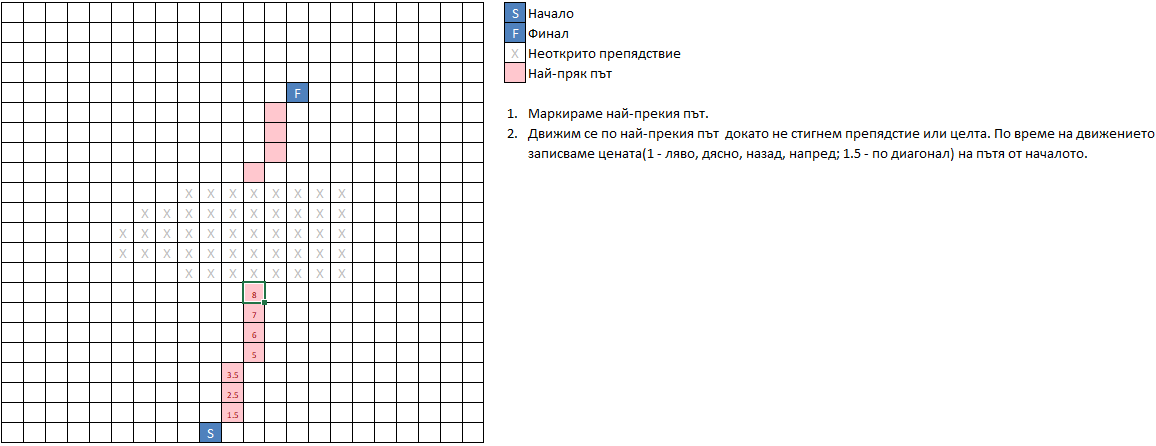 F
X X X X X X X X
X X X X X X X X X X
X X X X X X X X X X X
X X X X X X X X X X X
X X X X X X X X
8
7
6
5
3.5
2.5
1.5
S
S Начало
F Финал
X Неоткрито препядствие
Най-пряк път
1. Маркираме най-прекия път.
2. Движим се по най-прекия път докато не стигнем препядстие или целта. По време на движението
записваме цената(1 - ляво, дясно, назад, напред; 1.5 - по диагонал) на пътя от началото.